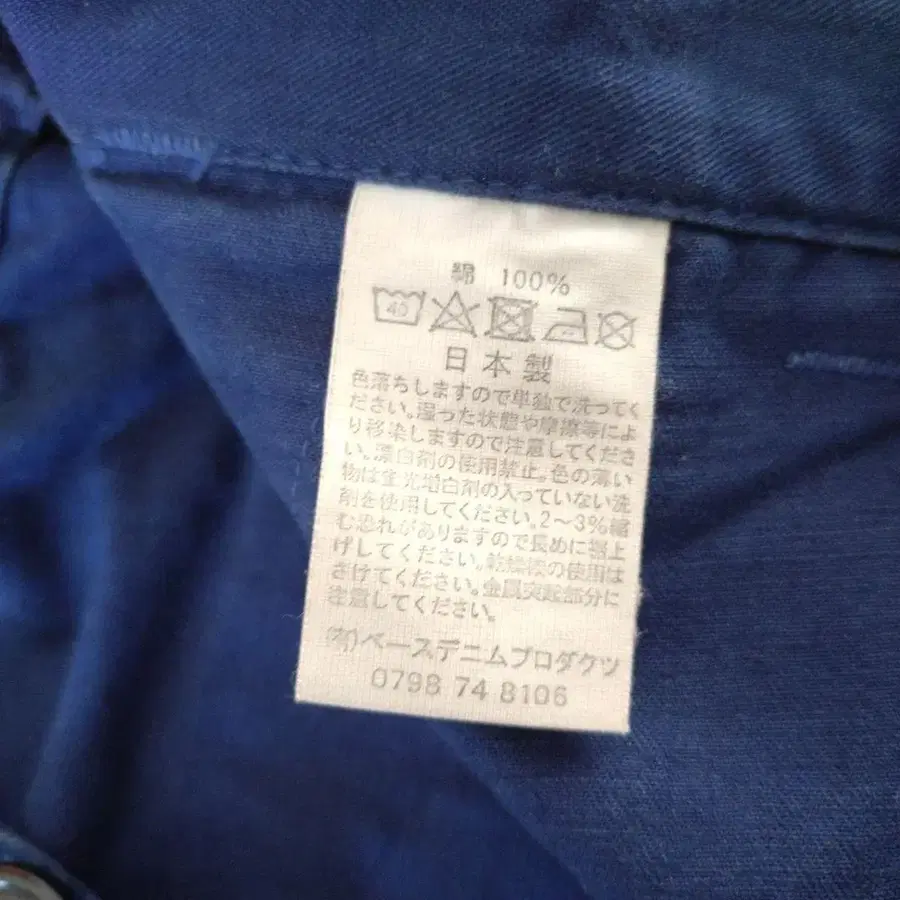 綿 100%
40
日本製
色落ちしますので単独で洗ってく
ださい。湿った状態や摩擦等によ
り移染しますので注意してくださ
い。漂白剤の使用禁止。色の薄い
物は蛍光増白剤の入っていない洗
剤を使用してください。2〜3%縮
む恐れがありますので長めに裾上
げしてください。乾燥機の使用は
さけてください。金属突起部分に
注意してください。
㈲ベースデニムプロダクツ
0798 74 8106